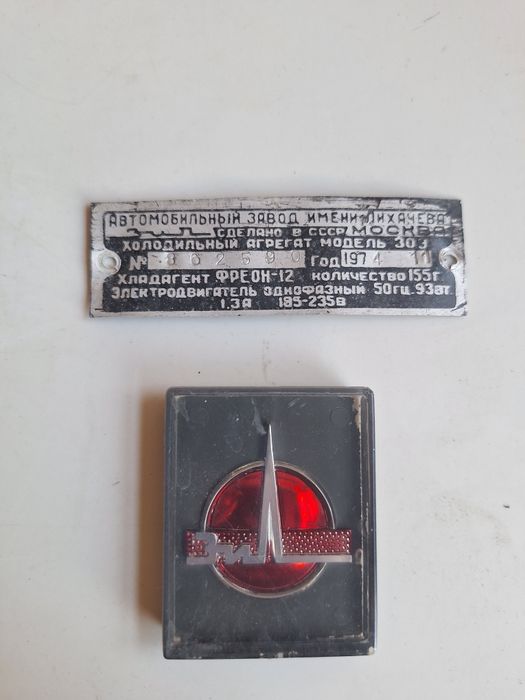 Автомобильный завод имени Лихачева
ЗИЛ сделано в СССР Москва
Холодильный агрегат модель 303
№ 862590 Год 1974 11
Хладагент ФРЕОН-12 количество 155г
Электродвигатель однофазный 50гц. 93вт.
1,3А 185-235в
ЗИЛ